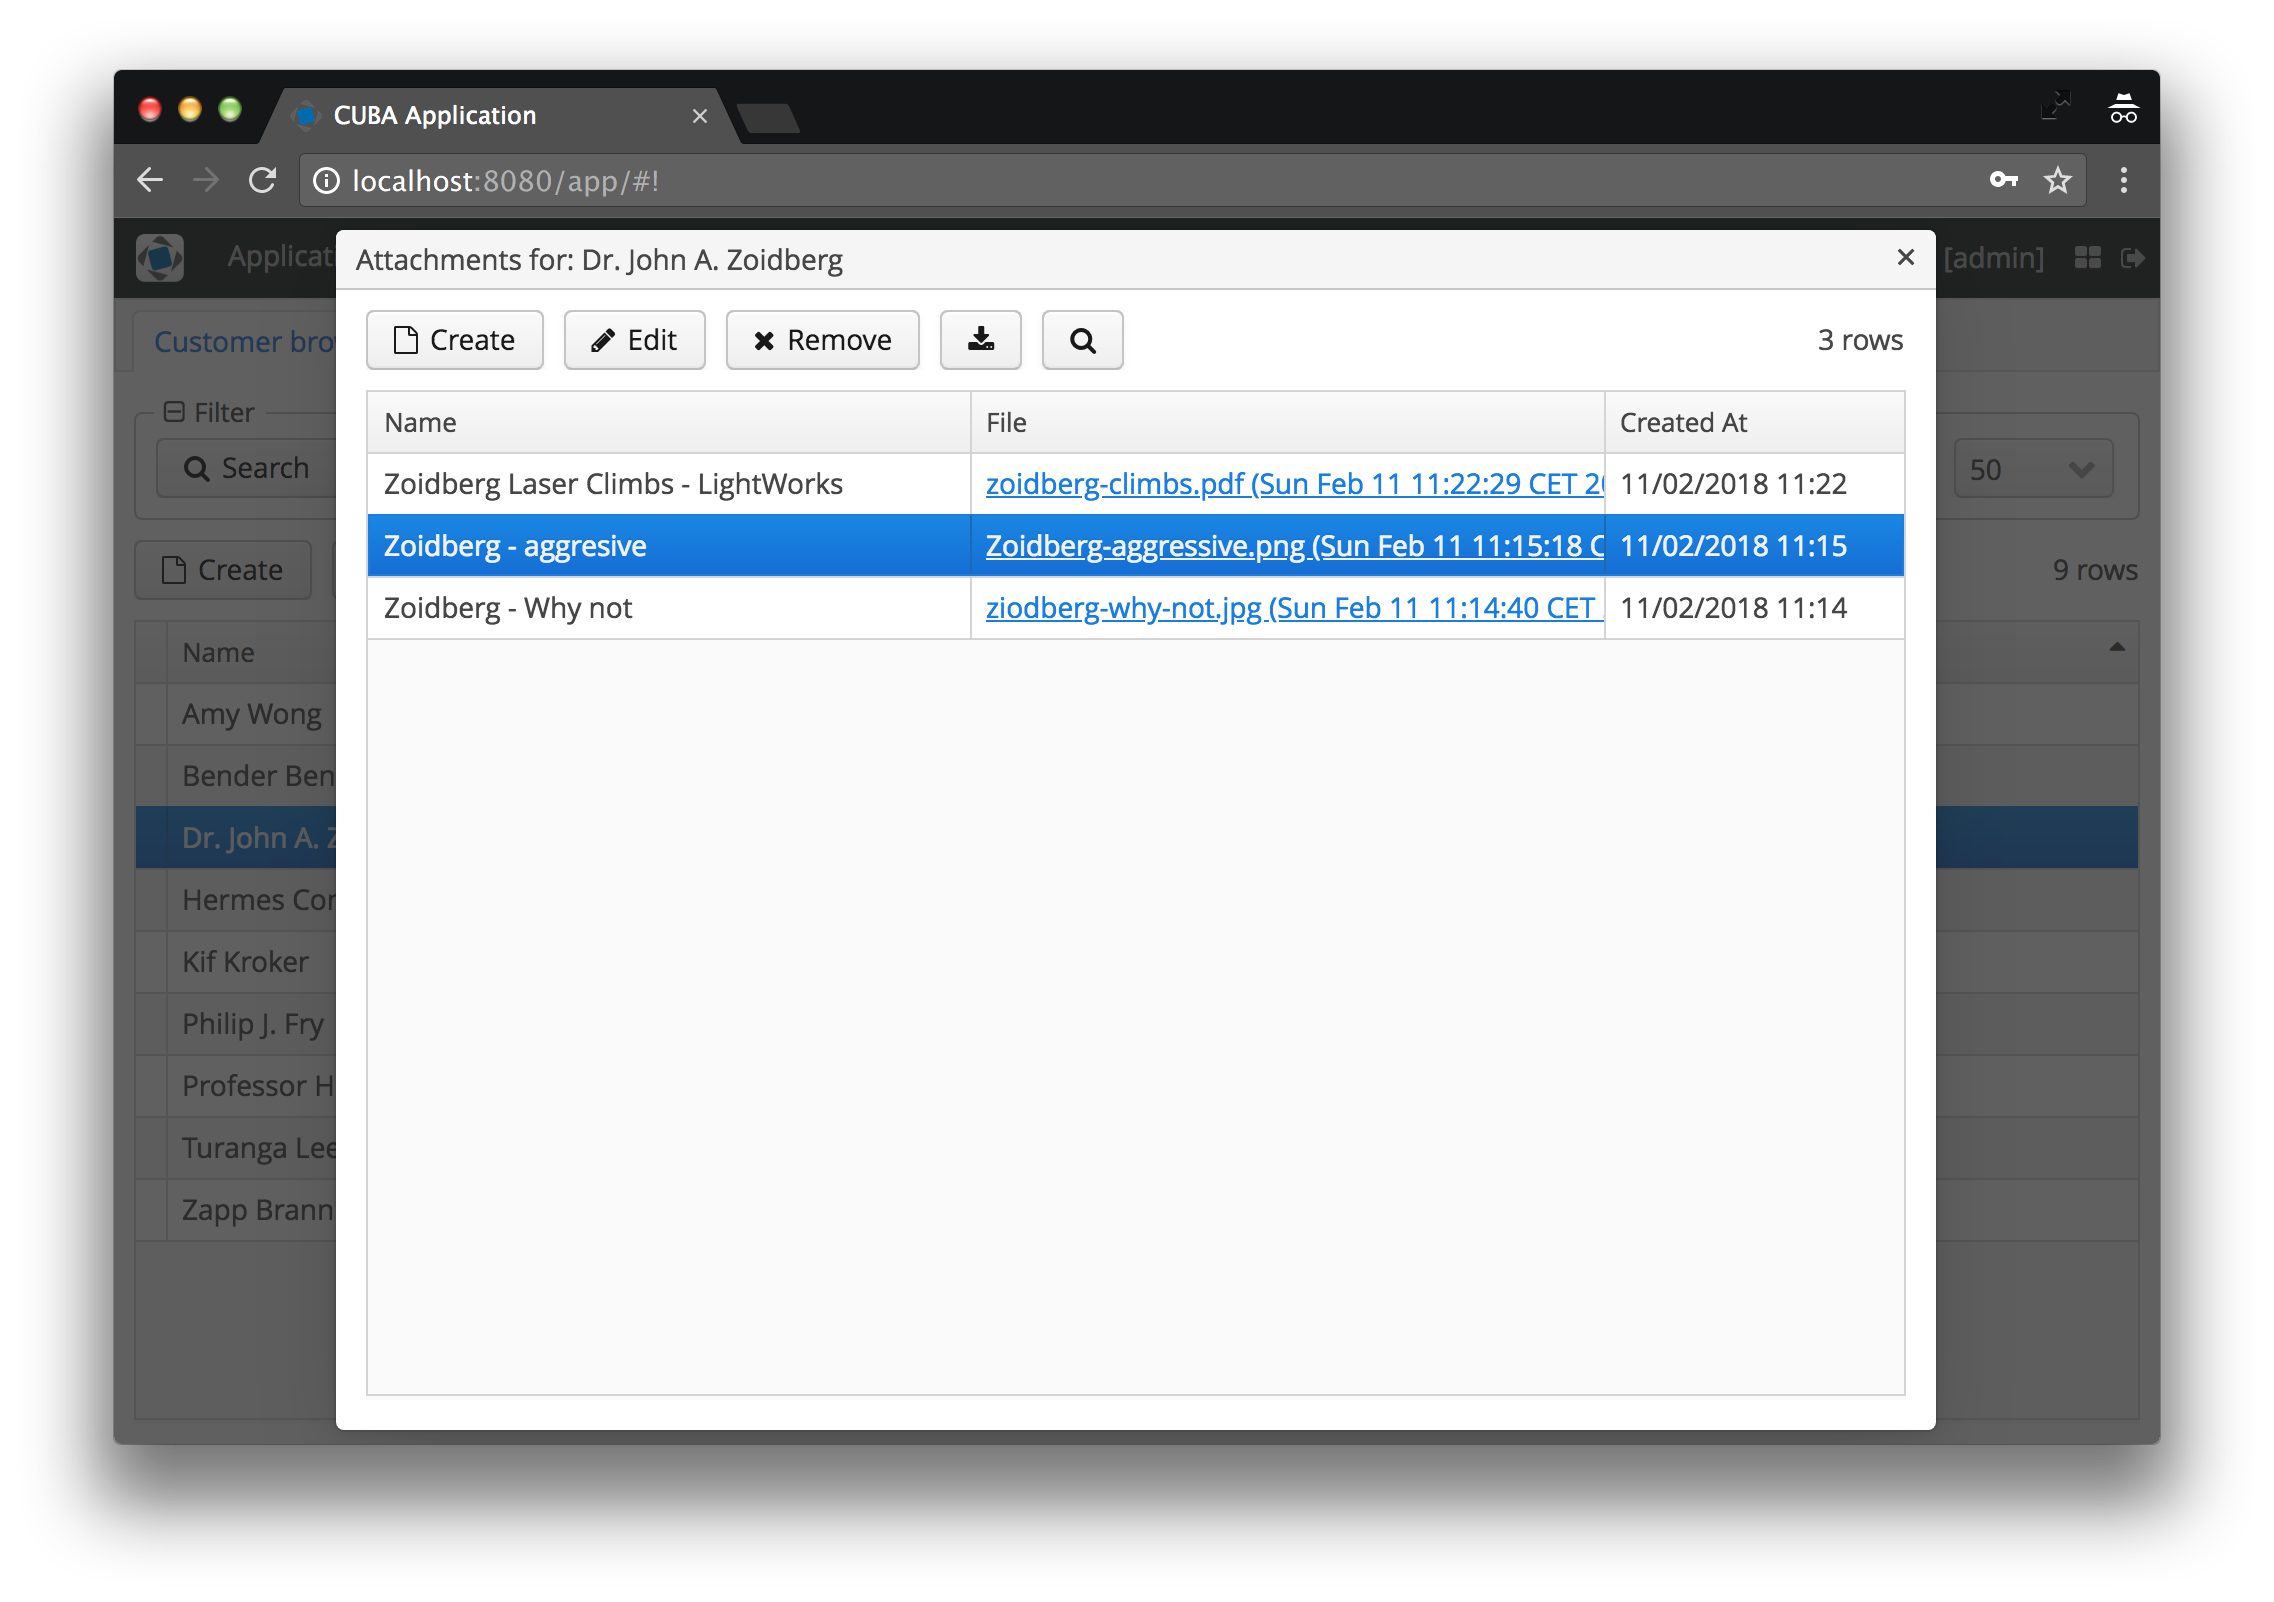 CUBA Application
localhost:8080/app/#!
Applicat
[admin]
Attachments for: Dr. John A. Zoidberg
Create Edit Remove 3 rows
Name File Created At
Zoidberg Laser Climbs - LightWorks zoidberg-climbs.pdf (Sun Feb 11 11:22:29 CET 20 11/02/2018 11:22
Zoidberg - aggresive Zoidberg-aggressive.png (Sun Feb 11 11:15:18 C 11/02/2018 11:15
Zoidberg - Why not ziodberg-why-not.jpg (Sun Feb 11 11:14:40 CET 11/02/2018 11:14
Customer bro
Filter
Search 50
Create 9 rows
Name
Amy Wong
Bender Ben
Dr. John A. Z
Hermes Con
Kif Kroker
Philip J. Fry
Professor H
Turanga Lee
Zapp Brann